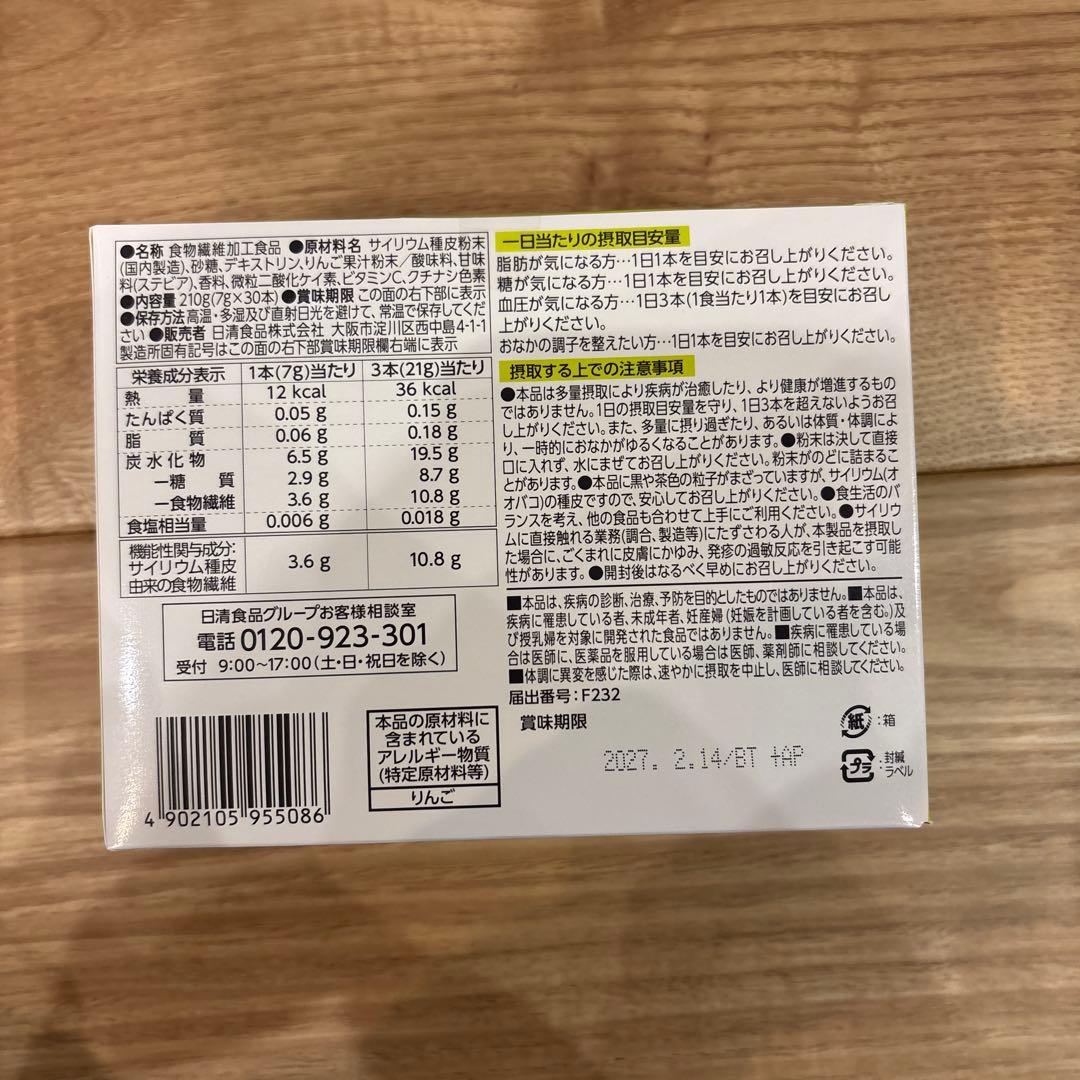 ●名称 食物繊維加工食品 ●原材料名 サイリウム種皮粉末
(国内製造)、砂糖、デキストリン、りんご果汁粉末／酸味料、甘味
料(ステビア)、香料、微粒二酸化ケイ素、ビタミンC、クチナシ色素
●内容量 210g(7g×30本) ●賞味期限 この面の右下部に表示
●保存方法 高温・多湿及び直射日光を避けて、常温で保存してくだ
さい ●販売者 日清食品株式会社 大阪市淀川区西中島4-1-1
製造所固有記号はこの面の右下部賞味期限欄右端に表示
栄養成分表示 1本(7g)当たり 3本(21g)当たり
熱量 12 kcal 36 kcal
たんぱく質 0.05 g 0.15 g
脂質 0.06 g 0.18 g
炭水化物 6.5 g 19.5 g
－糖質 2.9 g 8.7 g
－食物繊維 3.6 g 10.8 g
食塩相当量 0.006 g 0.018 g
機能性関与成分:
サイリウム種皮 3.6 g 10.8 g
由来の食物繊維
日清食品グループお客様相談室
電話 0120-923-301
受付 9:00～17:00(土・日・祝日を除く)
4 902105 955086
本品の原材料に
含まれている
アレルギー物質
(特定原材料等)
りんご
一日当たりの摂取目安量
脂肪が気になる方…1日1本を目安にお召し上がりください。
糖が気になる方…1日1本を目安にお召し上がりください。
血圧が気になる方…1日3本(1食当たり1本)を目安にお召し
上がりください。
おなかの調子を整えたい方…1日1本を目安にお召し上がりください。
摂取する上での注意事項
●本品は多量摂取により疾病が治癒したり、より健康が増進するもの
ではありません。1日の摂取目安量を守り、1日3本を超えないようお召
し上がりください。また、多量に摂り過ぎたり、あるいは体質・体調によ
り、一時的におなかがゆるくなることがあります。●粉末は決して直接
口に入れず、水にまぜてお召し上がりください。粉末がのどに詰まるこ
とがあります。●本品に黒や茶色の粒子がまざっていますが、サイリウム(オ
オバコ)の種皮ですので、安心してお召し上がりください。●食生活のバ
ランスを考え、他の食品も合わせて上手にご利用ください。●サイリウ
ムに直接触れる業務(調合、製造等)にたずさわる人が、本製品を摂取し
た場合に、ごくまれに皮膚にかゆみ、発疹の過敏反応を引き起こす可能
性があります。●開封後はなるべく早めにお召し上がりください。
■本品は、疾病の診断、治療、予防を目的としたものではありません。■本品は、
疾病に罹患している者、未成年者、妊産婦(妊娠を計画している者を含む。)及
び授乳婦を対象に開発された食品ではありません。■疾病に罹患している場
合は医師に、医薬品を服用している場合は医師、薬剤師に相談してください。
■体調に異変を感じた際は、速やかに摂取を中止し、医師に相談してください。
届出番号:F232
賞味期限
2027. 2.14/BT +AP
紙 :箱
プラ :封緘
ラベル